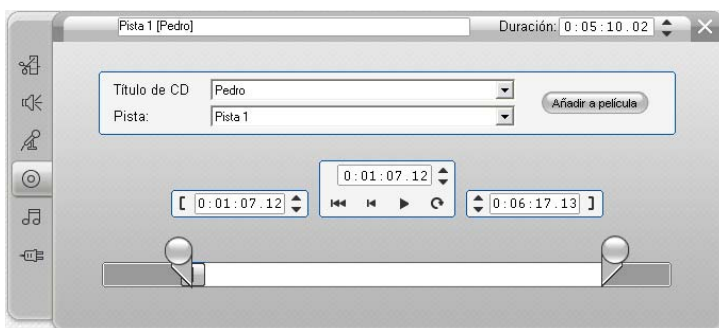 Pista 1 [Pedro] Duración: 0:05:10.02
Título de CD Pedro
Añadir a película
Pista: Pista 1
0:01:07.12
[ 0:01:07.12 0:06:17.13 ]